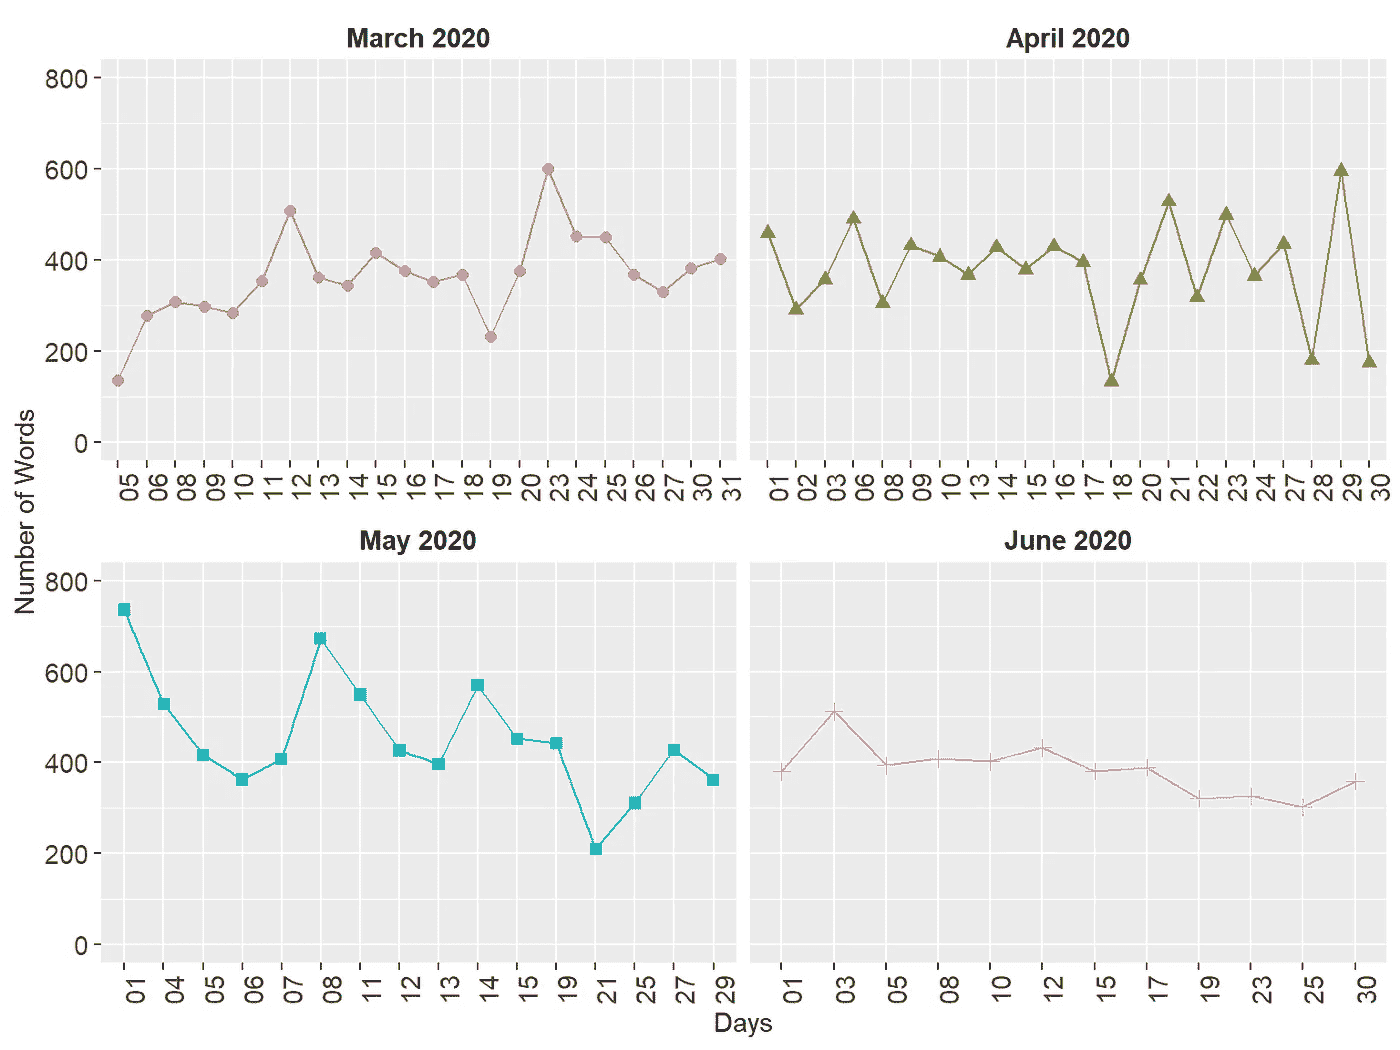 March 2020
April 2020
800
600
400
200
0
05 06 08 09 10 11 12 13 14 15 16 17 18 19 20 23 24 25 26 27 30 31
01 02 03 06 08 09 10 13 14 15 16 17 18 20 21 22 23 24 27 28 29 30
Number of Words
May 2020
June 2020
800
600
400
200
0
01 04 05 06 07 08 11 12 13 14 15 19 21 25 27 29
01 03 05 08 10 12 15 17 19 23 25 30
Days